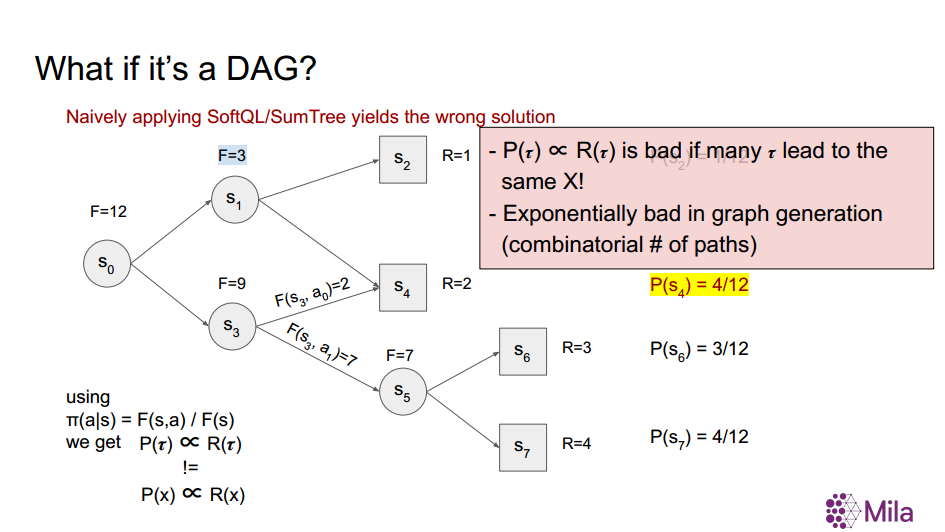 What if it's a DAG?
Naively applying SoftQL/SumTree yields the wrong solution
F=3
s₂
R=1
- P(𝝉) ∝ R(𝝉) is bad if many 𝝉 lead to the
same X!
- Exponentially bad in graph generation
(combinatorial # of paths)
P(s₂) = 1/12
s₁
F=12
s₀
F=9
F(s₃, a₀)=2
s₄
R=2
P(s₄) = 4/12
s₃
F(s₃, a₁)=7
F=7
s₅
s₆
R=3
P(s₆) = 3/12
s₇
R=4
P(s₇) = 4/12
using
π(a|s) = F(s,a) / F(s)
we get P(𝝉) ∝ R(𝝉)
!=
P(x) ∝ R(x)
Mila